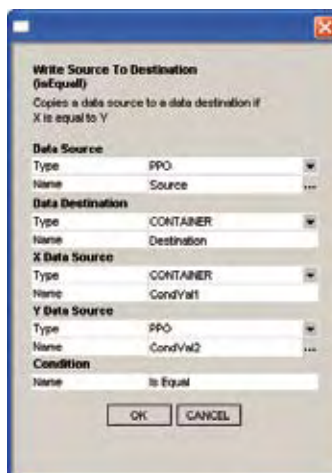 Write Source To Destination
(isEqual)
Copies a data source to a data destination if
X is equal to Y
Data Source
Type PPO
Name Source ...
Data Destination
Type CONTAINER
Name Destination
X Data Source
Type CONTAINER
Name CondVal1
Y Data Source
Type PPO
Name CondVal2 ...
Condition
Name Is Equal
OK CANCEL